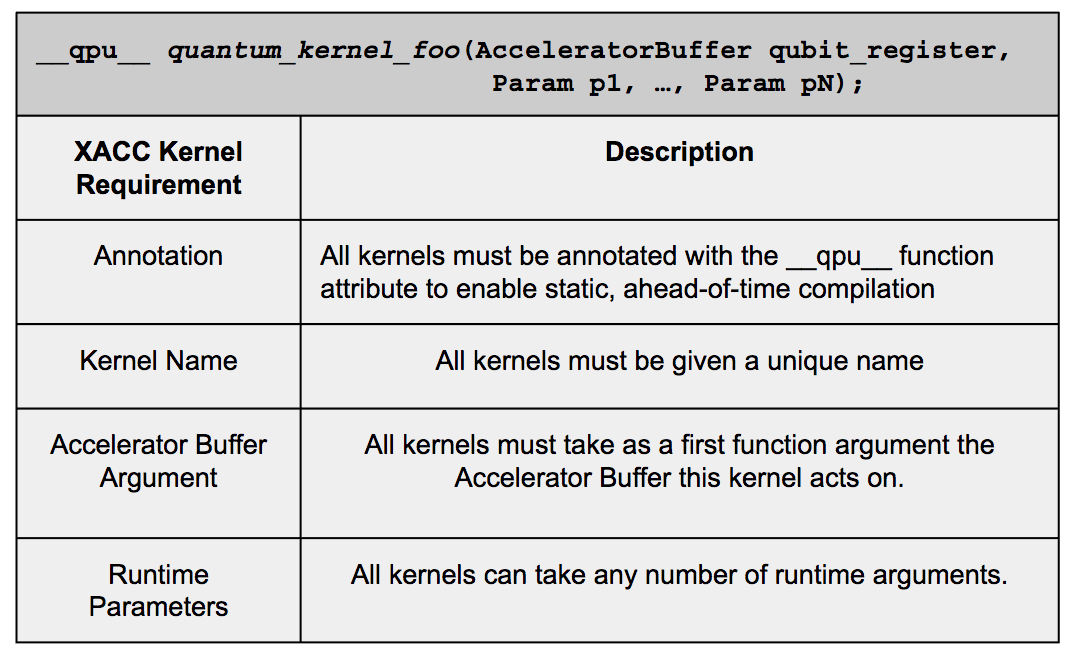 __qpu__ quantum_kernel_foo(AcceleratorBuffer qubit_register,
Param p1, …, Param pN);
XACC Kernel
Requirement
Description
Annotation
All kernels must be annotated with the __qpu__ function
attribute to enable static, ahead-of-time compilation
Kernel Name
All kernels must be given a unique name
Accelerator Buffer
Argument
All kernels must take as a first function argument the
Accelerator Buffer this kernel acts on.
Runtime
Parameters
All kernels can take any number of runtime arguments.